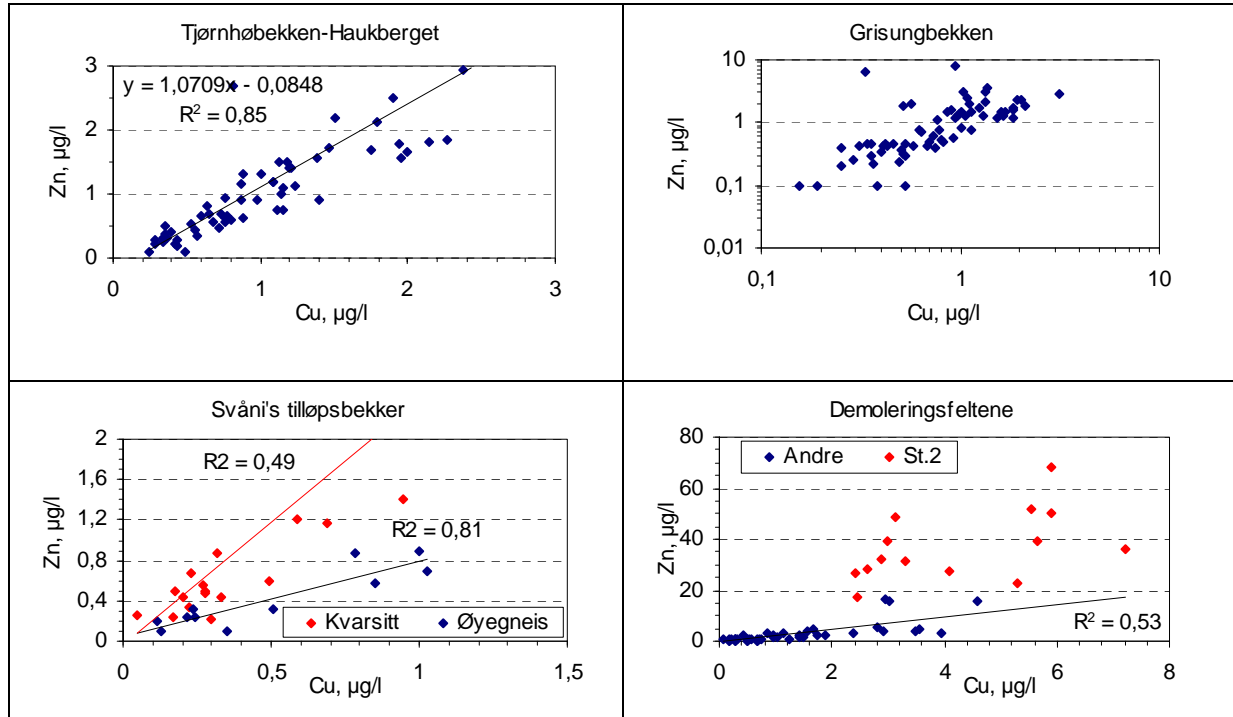 Tjørnhøbekken-Haukberget
y = 1,0709x - 0,0848
R² = 0,85
Zn, µg/l
3
2
1
0
0 1 2 3
Cu, µg/l
Grisungbekken
Zn, µg/l
10
1
0,1
0,01
0,1 1 10
Cu, µg/l
Svåni's tilløpsbekker
R2 = 0,49
R2 = 0,81
Zn, µg/l
2
1,6
1,2
0,8
0,4
0
Kvarsitt Øyegneis
0 0,5 1 1,5
Cu, µg/l
Demoleringsfeltene
Andre St.2
Zn, µg/l
80
60
40
20
0
R² = 0,53
0 2 4 6 8
Cu, µg/l